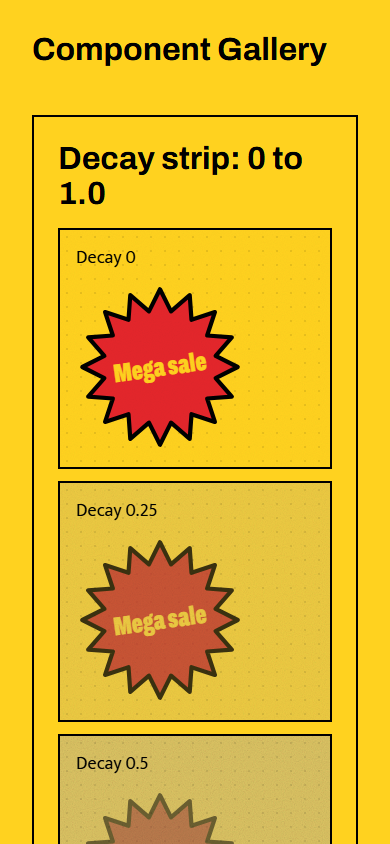 Component Gallery
Decay strip: 0 to
1.0
Decay 0
Mega sale
Decay 0.25
Mega sale
Decay 0.5